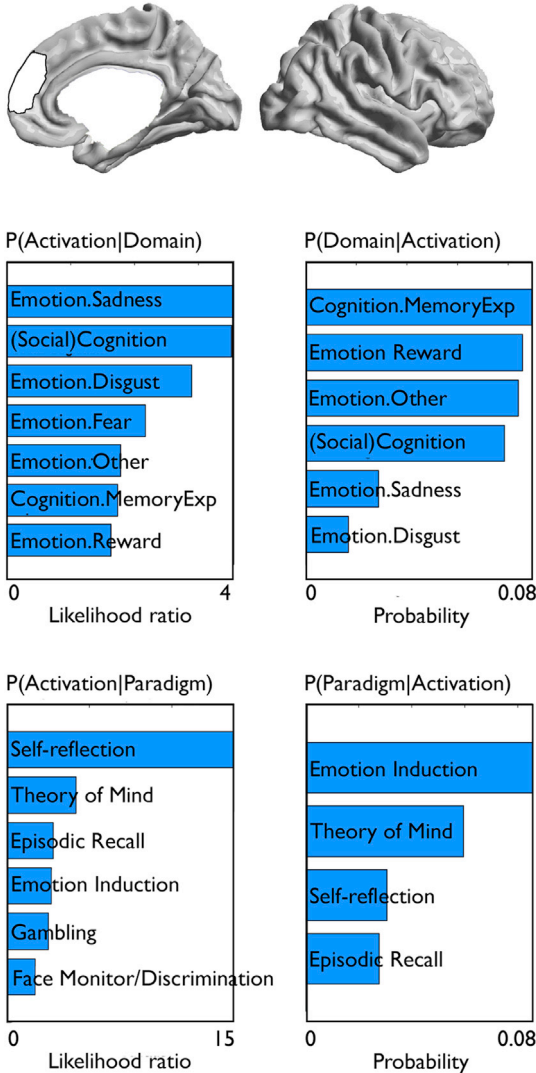 P(Activation|Domain)
Emotion.Sadness
(Social)Cognition
Emotion.Disgust
Emotion.Fear
Emotion.Other
Cognition.MemoryExp
Emotion.Reward
0 4
Likelihood ratio
P(Domain|Activation)
Cognition.MemoryExp
Emotion Reward
Emotion.Other
(Social)Cognition
Emotion.Sadness
Emotion.Disgust
0 0.08
Probability
P(Activation|Paradigm)
Self-reflection
Theory of Mind
Episodic Recall
Emotion Induction
Gambling
Face Monitor/Discrimination
0 15
Likelihood ratio
P(Paradigm|Activation)
Emotion Induction
Theory of Mind
Self-reflection
Episodic Recall
0 0.08
Probability